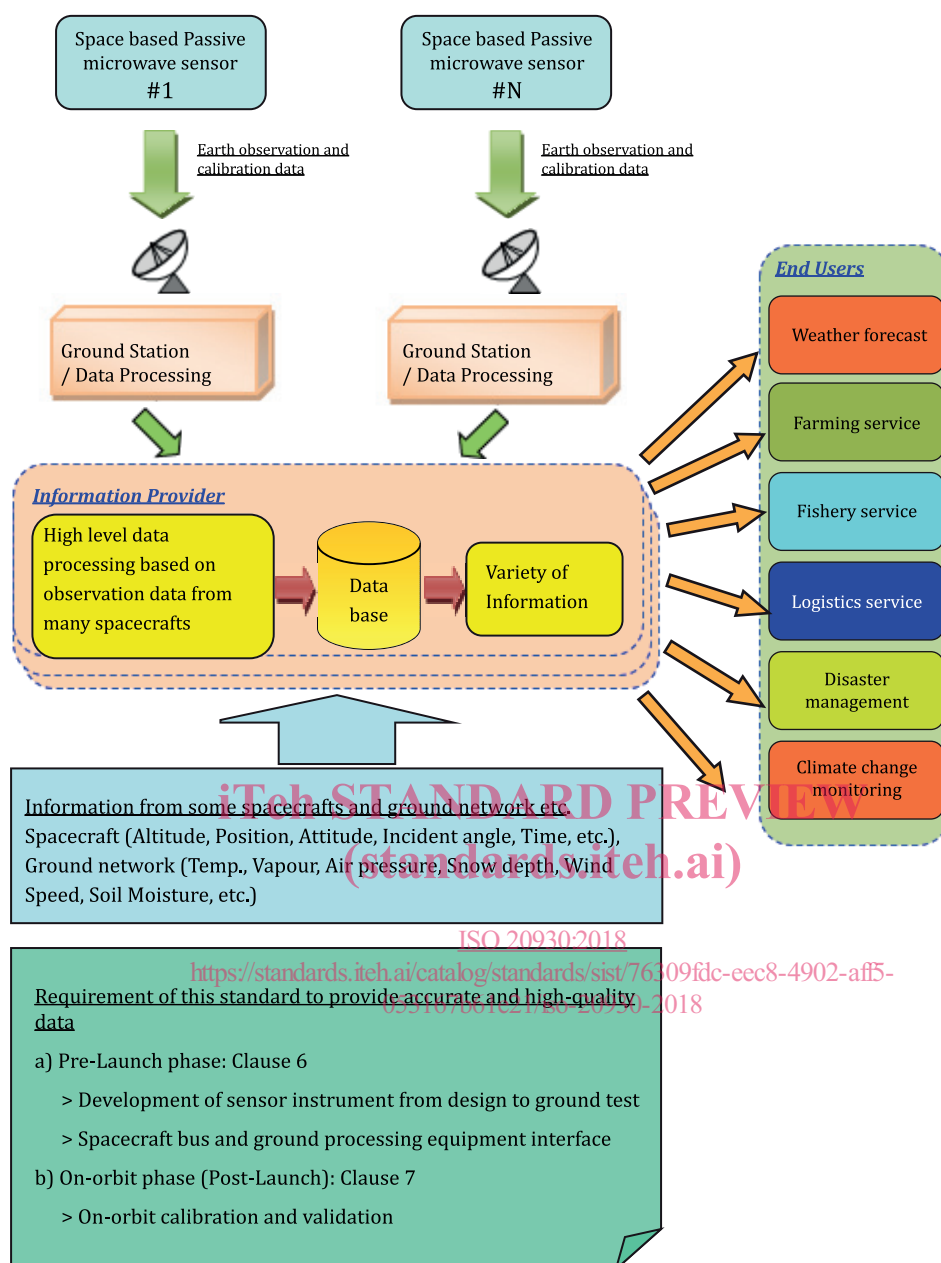 Space based Passive
microwave sensor
#1
Space based Passive
microwave sensor
#N
Earth observation and
calibration data
Earth observation and
calibration data
Ground Station
/ Data Processing
Ground Station
/ Data Processing
End Users
Weather forecast
Farming service
Fishery service
Logistics service
Disaster
management
Climate change
monitoring
Information Provider
High level data
processing based on
observation data from
many spacecrafts
Data
base
Variety of
Information
Information from some spacecrafts and ground network etc.
Spacecraft (Altitude, Position, Attitude, Incident angle, Time, etc.),
Ground network (Temp., Vapour, Air pressure, Snow depth, Wind
Speed, Soil Moisture, etc.)
iTeh STANDARD PREVIEW
(standards.iteh.ai)
ISO 20930:2018
https://standards.iteh.ai/catalog/standards/sist/76309fdc-eec8-4902-aff5-
Requirement of this standard to provide accurate and high-quality
data
a) Pre-Launch phase: Clause 6
> Development of sensor instrument from design to ground test
> Spacecraft bus and ground processing equipment interface
b) On-orbit phase (Post-Launch): Clause 7
> On-orbit calibration and validation